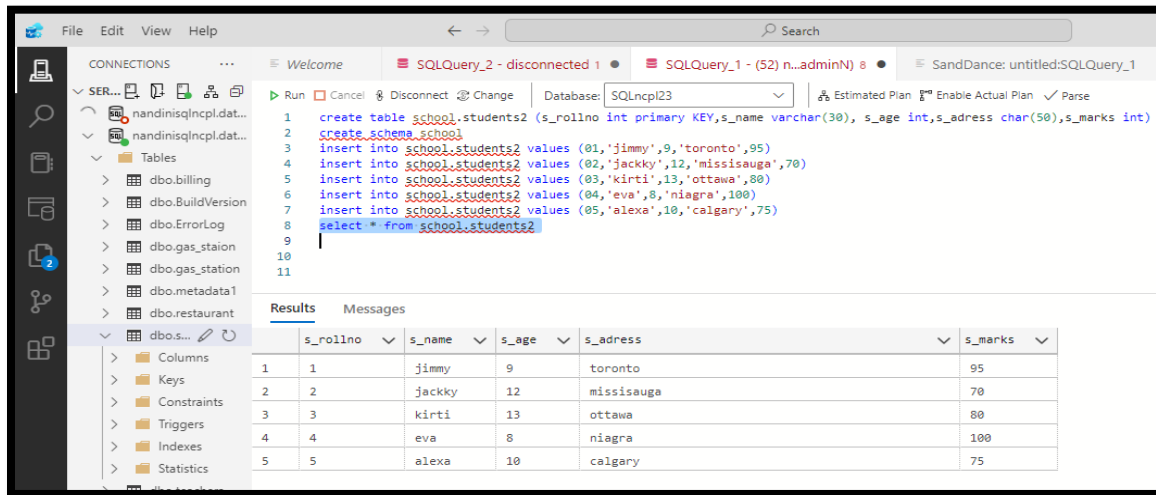 File Edit View Help Search
CONNECTIONS ...
Welcome SQLQuery_2 - disconnected 1 SQLQuery_1 - (52) n...adminN) 8 SandDance: untitled:SQLQuery_1
SER...
Run Cancel Disconnect Change Database: SQLncpl23 Estimated Plan Enable Actual Plan Parse
nandinisqlncpl.dat...
nandinisqlncpl.dat...
Tables
dbo.billing
dbo.BuildVersion
dbo.ErrorLog
dbo.gas_staion
dbo.gas_station
dbo.metadata1
dbo.restaurant
dbo.s...
Columns
Keys
Constraints
Triggers
Indexes
Statistics
2
1 create table school.students2 (s_rollno int primary KEY,s_name varchar(30), s_age int,s_adress char(50),s_marks int)
2 create schema school
3 insert into school.students2 values (01,'jimmy',9,'toronto',95)
4 insert into school.students2 values (02,'jackky',12,'missisauga',70)
5 insert into school.students2 values (03,'kirti',13,'ottawa',80)
6 insert into school.students2 values (04,'eva',8,'niagra',100)
7 insert into school.students2 values (05,'alexa',10,'calgary',75)
8 select * from school.students2
9
10
11
Results Messages
s_rollno s_name s_age s_adress s_marks
1 1 jimmy 9 toronto 95
2 2 jackky 12 missisauga 70
3 3 kirti 13 ottawa 80
4 4 eva 8 niagra 100
5 5 alexa 10 calgary 75